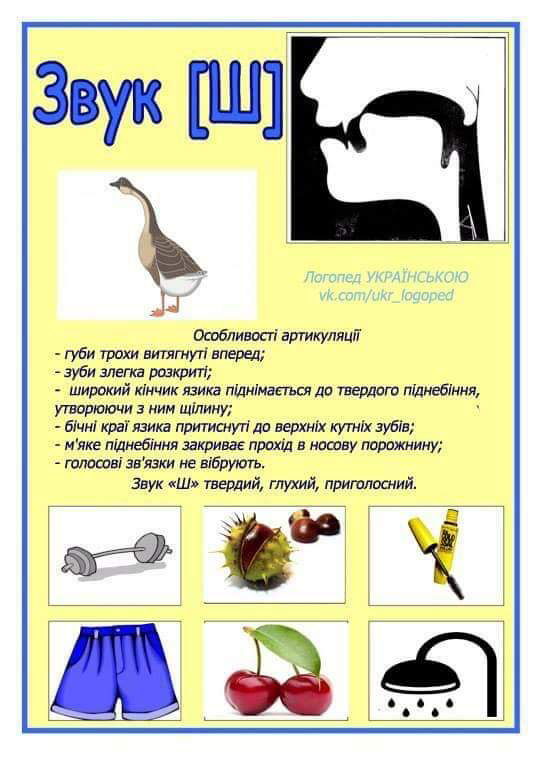 Звук [Ш]
Логопед УКРАЇНСЬКОЮ
vk.com/ukr_logoped
Особливості артикуляції
- губи трохи витягнуті вперед;
- зуби злегка розкриті;
- широкий кінчик язика піднімається до твердого піднебіння,
утворюючи з ним щілину;
- бічні краї язика притиснуті до верхніх кутніх зубів;
- м'яке піднебіння закриває прохід в носову порожнину;
- голосові зв'язки не вібрують.
Звук «Ш» твердий, глухий, приголосний.